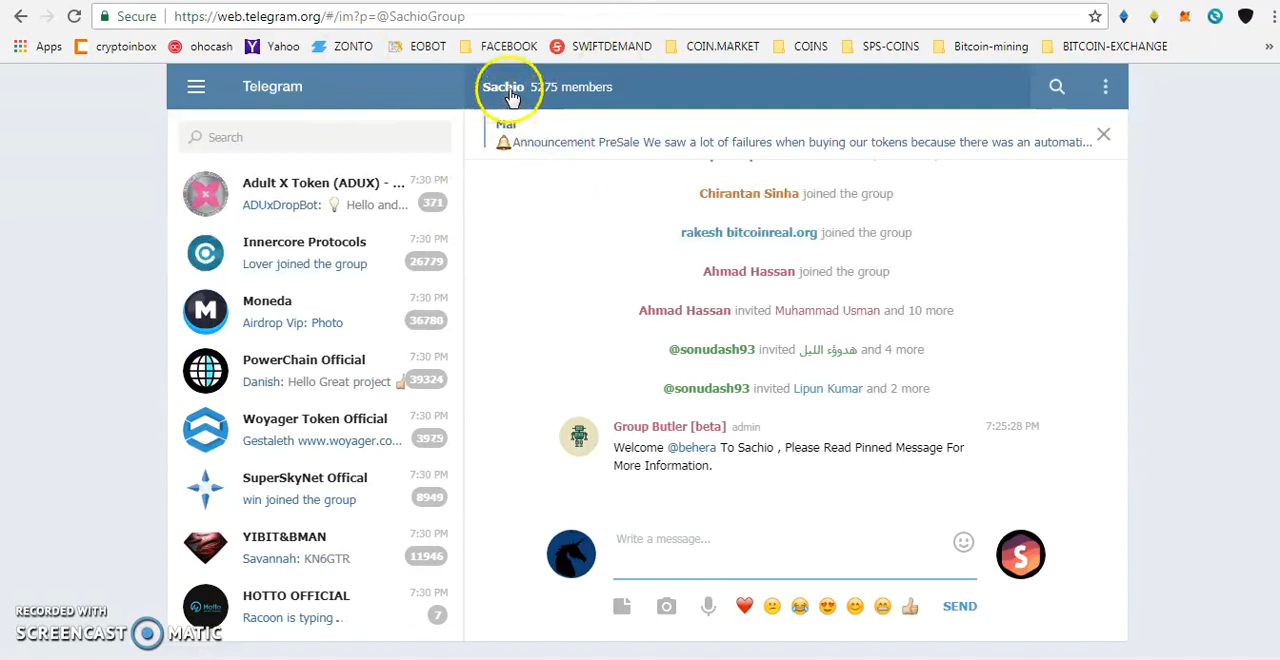 Secure https://web.telegram.org/#/im?p=@SachioGroup
Apps cryptoinbox ohocash Yahoo ZONTO EOBOT FACEBOOK SWIFTDEMAND COIN.MARKET COINS SPS-COINS Bitcoin-mining BITCOIN-EXCHANGE »
Telegram
Sachio 5275 members
Search
Mai
Announcement PreSale We saw a lot of failures when buying our tokens because there was an automati...
Adult X Token (ADUX) - ... 7:30 PM
ADUxDropBot: Hello and... 371
Innercore Protocols 7:30 PM
Lover joined the group 26779
Moneda 7:30 PM
Airdrop Vip: Photo 36780
PowerChain Official 7:30 PM
Danish: Hello Great project 39324
Woyager Token Official 7:30 PM
Gestaleth www.woyager.co... 3975
SuperSkyNet Offical 7:30 PM
win joined the group 8949
YIBIT&BMAN 7:30 PM
Savannah: KN6GTR 11946
HOTTO OFFICIAL 7:30 PM
Racoon is typing .. 7
Chirantan Sinha joined the group
rakesh bitcoinreal.org joined the group
Ahmad Hassan joined the group
Ahmad Hassan invited Muhammad Usman and 10 more
@sonudash93 invited هدوؤء الليل and 4 more
@sonudash93 invited Lipun Kumar and 2 more
Group Butler [beta] admin 7:25:28 PM
Welcome @behera To Sachio , Please Read Pinned Message For
More Information.
Write a message...
SEND
RECORDED WITH
SCREENCAST MATIC